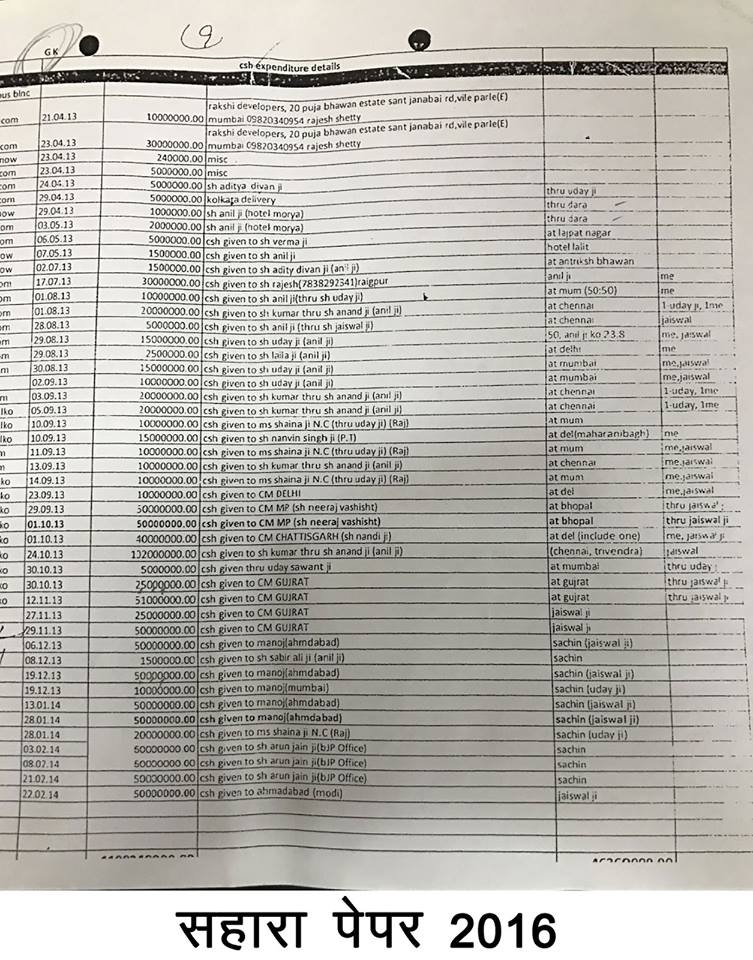 GK
9
csh expenditure details
us blnc
com 21.04.13 10000000.00 rakshi developers, 20 puja bhawan estate sant janabai rd,vile parle(E)
mumbai 09820340954 rajesh shetty
com 23.04.13 30000000.00 rakshi developers, 20 puja bhawan estate sant janabai rd,vile parle(E)
mumbai 09820340954 rajesh shetty
now 23.04.13 240000.00 misc
com 23.04.13 5000000.00 misc
com 24.04.13 5000000.00 sh aditya divan ji thru uday ji
ow 29.04.13 5000000.00 kolkata delivery thru dara
ow 29.04.13 1000000.00 sh anil ji (hotel morya) thru dara
om 03.05.13 2000000.00 sh anil ji (hotel morya) at lajpat nagar
om 06.05.13 5000000.00 csh given to sh verma ji hotel lalit
ow 07.05.13 1500000.00 csh given to sh anil ji at antriksh bhawan
ow 02.07.13 1500000.00 csh given to sh adity divan ji (anil ji) anil ji me
om 17.07.13 30000000.00 csh given to sh rajesh(7838292341)raigpur at mum (50:50) me
om 01.08.13 10000000.00 csh given to sh anil ji(thru sh uday ji) at chennai 1-uday ji, 1me
om 01.08.13 20000000.00 csh given to sh kumar thru sh anand ji (anil ji) at chennai jaiswal
m 28.08.13 5000000.00 csh given to sh anil ji (thru sh jaiswal ji) 50, anil ji ko 23.8 me, jaiswal
m 29.08.13 15000000.00 csh given to sh uday ji (anil ji) at delhi me
m 29.08.13 2500000.00 csh given to sh laila ji (anil ji) at mumbai me,jaiswal
m 30.08.13 15000000.00 csh given to sh uday ji (anil ji) at mumbai me,jaiswal
02.09.13 10000000.00 csh given to sh uday ji (anil ji) at chennai 1-uday, 1me
m 03.09.13 20000000.00 csh given to sh kumar thru sh anand ji (anil ji) at chennai 1-uday, 1me
lko 05.09.13 20000000.00 csh given to sh kumar thru sh anand ji (anil ji) at mum
lko 10.09.13 10000000.00 csh given to ms shaina ji N.C (thru uday ji) (Raj) at del(maharanibagh) me
lko 10.09.13 15000000.00 csh given to sh nanvin singh ji (P.T) at mum me,jaiswal
11.09.13 10000000.00 csh given to ms shaina ji N.C (thru uday ji) (Raj) at chennai me,jaiswal
13.09.13 10000000.00 csh given to sh kumar thru sh anand ji (anil ji) at mum me,jaiswal
ko 14.09.13 10000000.00 csh given to ms shaina ji N.C (thru uday ji) (Raj) at del me,jaiswal
ko 23.09.13 10000000.00 csh given to CM DELHI at bhopal thru jaiswal
ko 29.09.13 50000000.00 csh given to CM MP (sh neeraj vashisht) at bhopal thru jaiswal ji
ko 01.10.13 50000000.00 csh given to CM MP (sh neeraj vashisht) at del (include one) me, jaiswal ji
ko 01.10.13 40000000.00 csh given to CM CHATTISGARH (sh nandi ji) (chennai, trivendra) jaiswal
ko 24.10.13 102000000.00 csh given to sh kumar thru sh anand ji (anil ji) at mumbai thru uday
ko 30.10.13 5000000.00 csh given thru uday sawant ji at gujrat thru jaiswal ji
ko 30.10.13 25000000.00 csh given to CM GUJRAT at gujrat thru jaiswal ji
12.11.13 51000000.00 csh given to CM GUJRAT jaiswal ji
27.11.13 25000000.00 csh given to CM GUJRAT jaiswal ji
29.11.13 50000000.00 csh given to CM GUJRAT sachin (jaiswal ji)
06.12.13 50000000.00 csh given to manoj(ahmdabad) sachin
08.12.13 1500000.00 csh given to sh sabir ali ji (anil ji) sachin (jaiswal ji)
19.12.13 50000000.00 csh given to manoj(ahmdabad) sachin (uday ji)
19.12.13 10000000.00 csh given to manoj(mumbai) sachin (jaiswal ji)
13.01.14 50000000.00 csh given to manoj(ahmdabad) sachin (jaiswal ji)
28.01.14 50000000.00 csh given to manoj(ahmdabad) sachin (uday ji)
28.01.14 20000000.00 csh given to ms shaina ji N.C (Raj) sachin
03.02.14 50000000.00 csh given to sh arun jain ji(bJP Office) sachin
08.02.14 50000000.00 csh given to sh arun jain ji(bJP Office) sachin
21.02.14 50000000.00 csh given to sh arun jain ji(bJP Office)
22.02.14 50000000.00 csh given to ahmadabad (modi) jaiswal ji
सहारा पेपर 2016